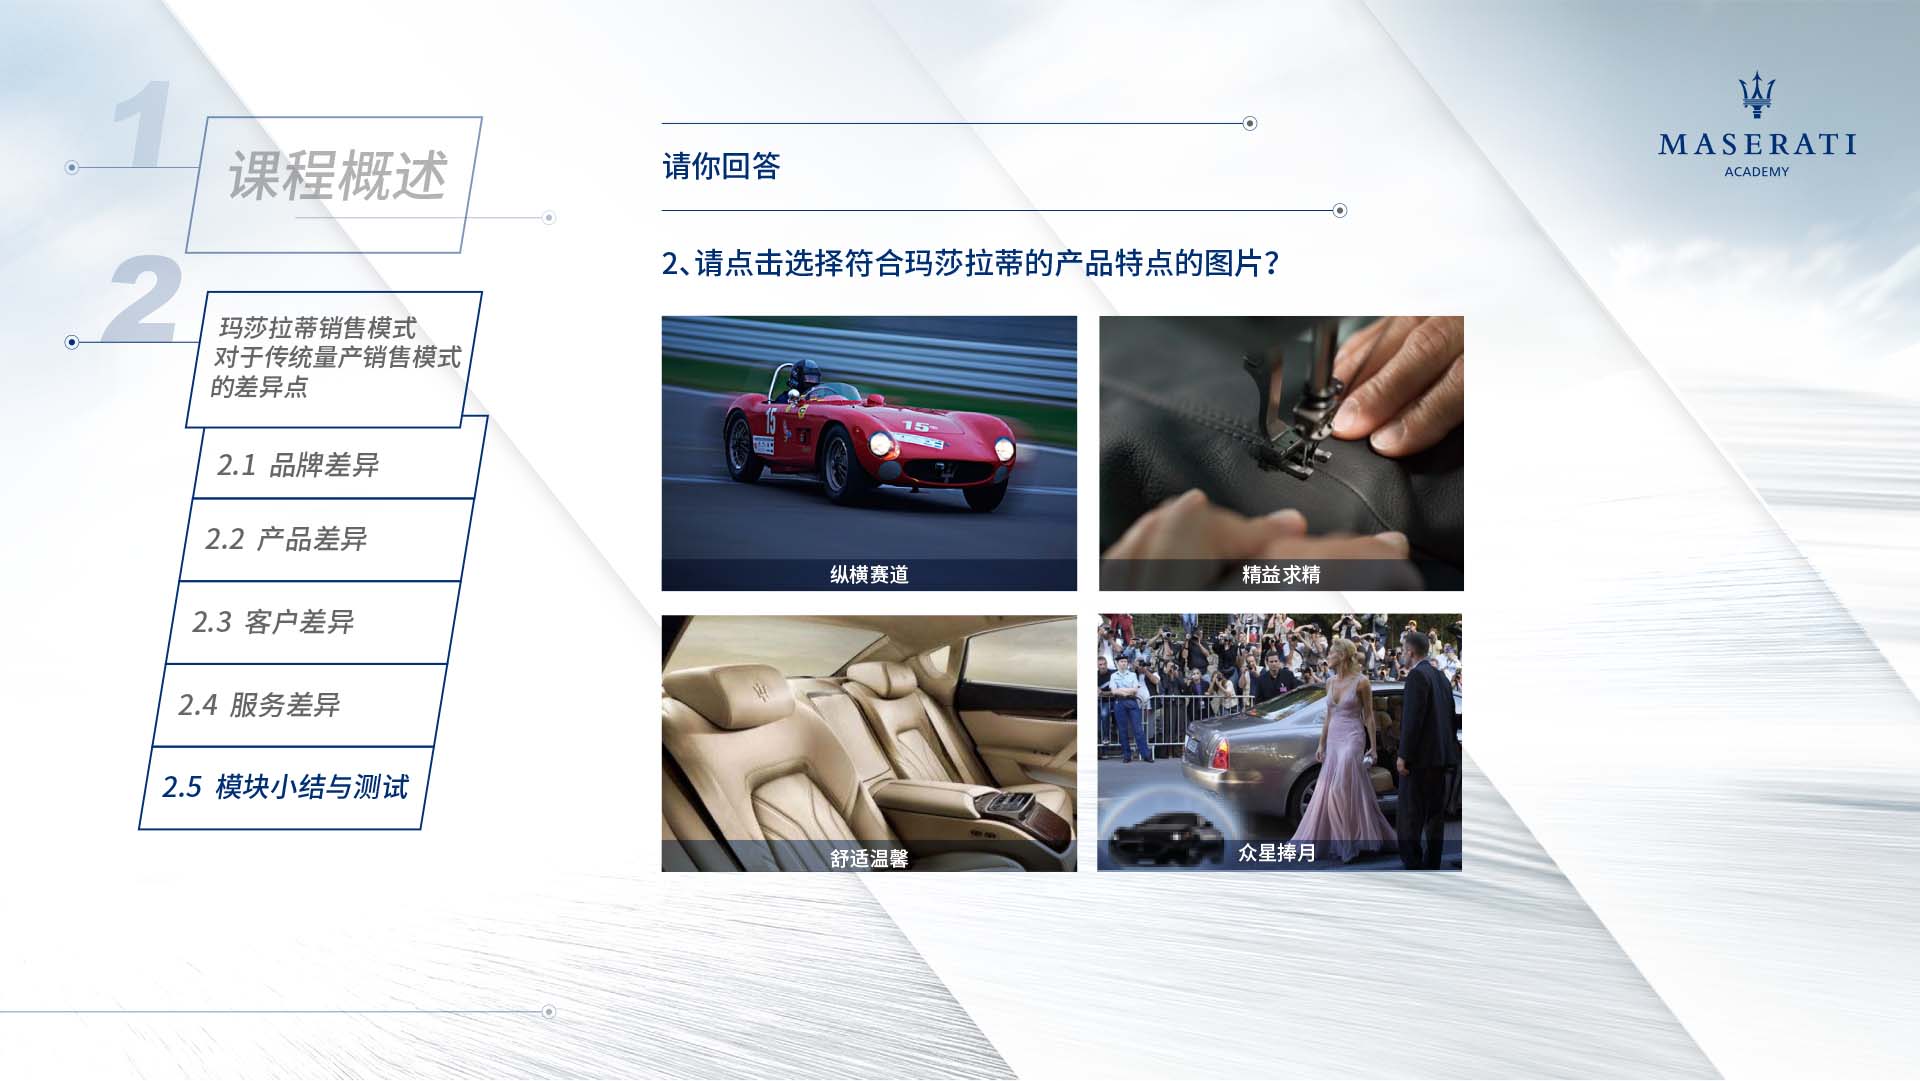 1
课程概述
2
玛莎拉蒂销售模式
对于传统量产销售模式
的差异点
2.1 品牌差异
2.2 产品差异
2.3 客户差异
2.4 服务差异
2.5 模块小结与测试
请你回答
2、请点击选择符合玛莎拉蒂的产品特点的图片？
15
15
纵横赛道
精益求精
舒适温馨
众星捧月
MASERATI
ACADEMY